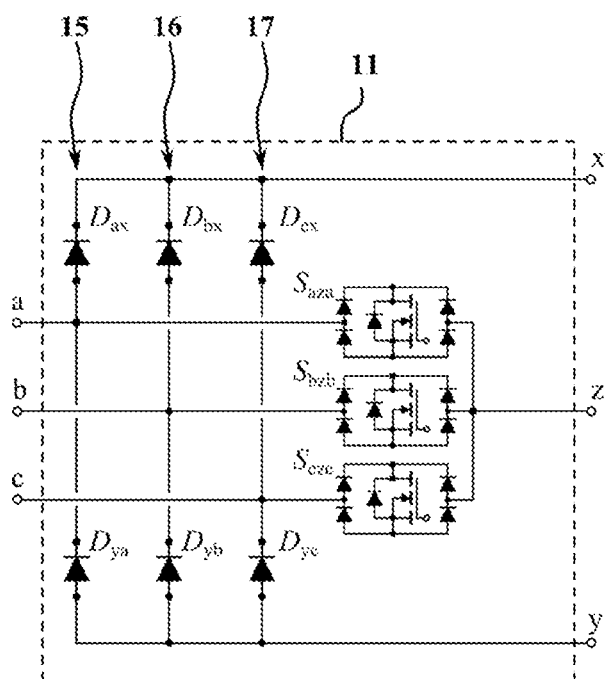 15 16 17
11
x
D_ax D_bx D_cx
S_aza
a
S_bzb
b z
S_czc
c
D_ya D_yb D_yc
y